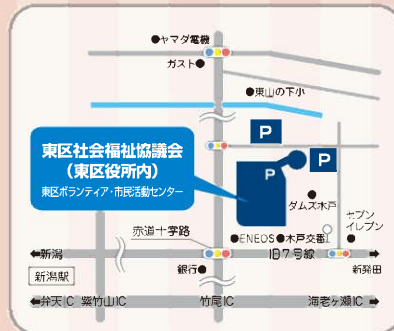 ●ヤマダ電機
ガスト●
●東山の下小
P
P
P
東区社会福祉協議会
(東区役所内)
東区ボランティア・市民活動センター
ダムズ木戸
セブン
イレブン
赤道十字路
●ENEOS ●木戸交番
旧7号線
←新潟
銀行●
新発田
新潟駅
←弁天IC 紫竹山IC 竹尾IC 海老ヶ瀬IC→